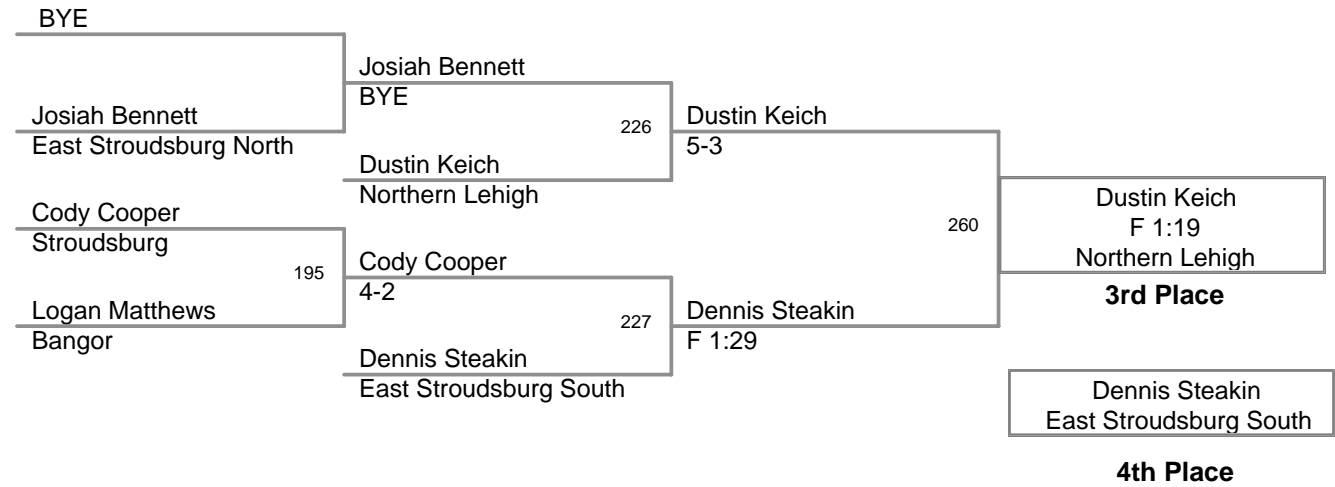 BYE
Josiah Bennett
BYE
Josiah Bennett
East Stroudsburg North
226
Dustin Keich
5-3
Dustin Keich
Northern Lehigh
Cody Cooper
Stroudsburg
195
Cody Cooper
4-2
Logan Matthews
Bangor
227
Dennis Steakin
F 1:29
Dennis Steakin
East Stroudsburg South
260
Dustin Keich
F 1:19
Northern Lehigh
3rd Place
Dennis Steakin
East Stroudsburg South
4th Place